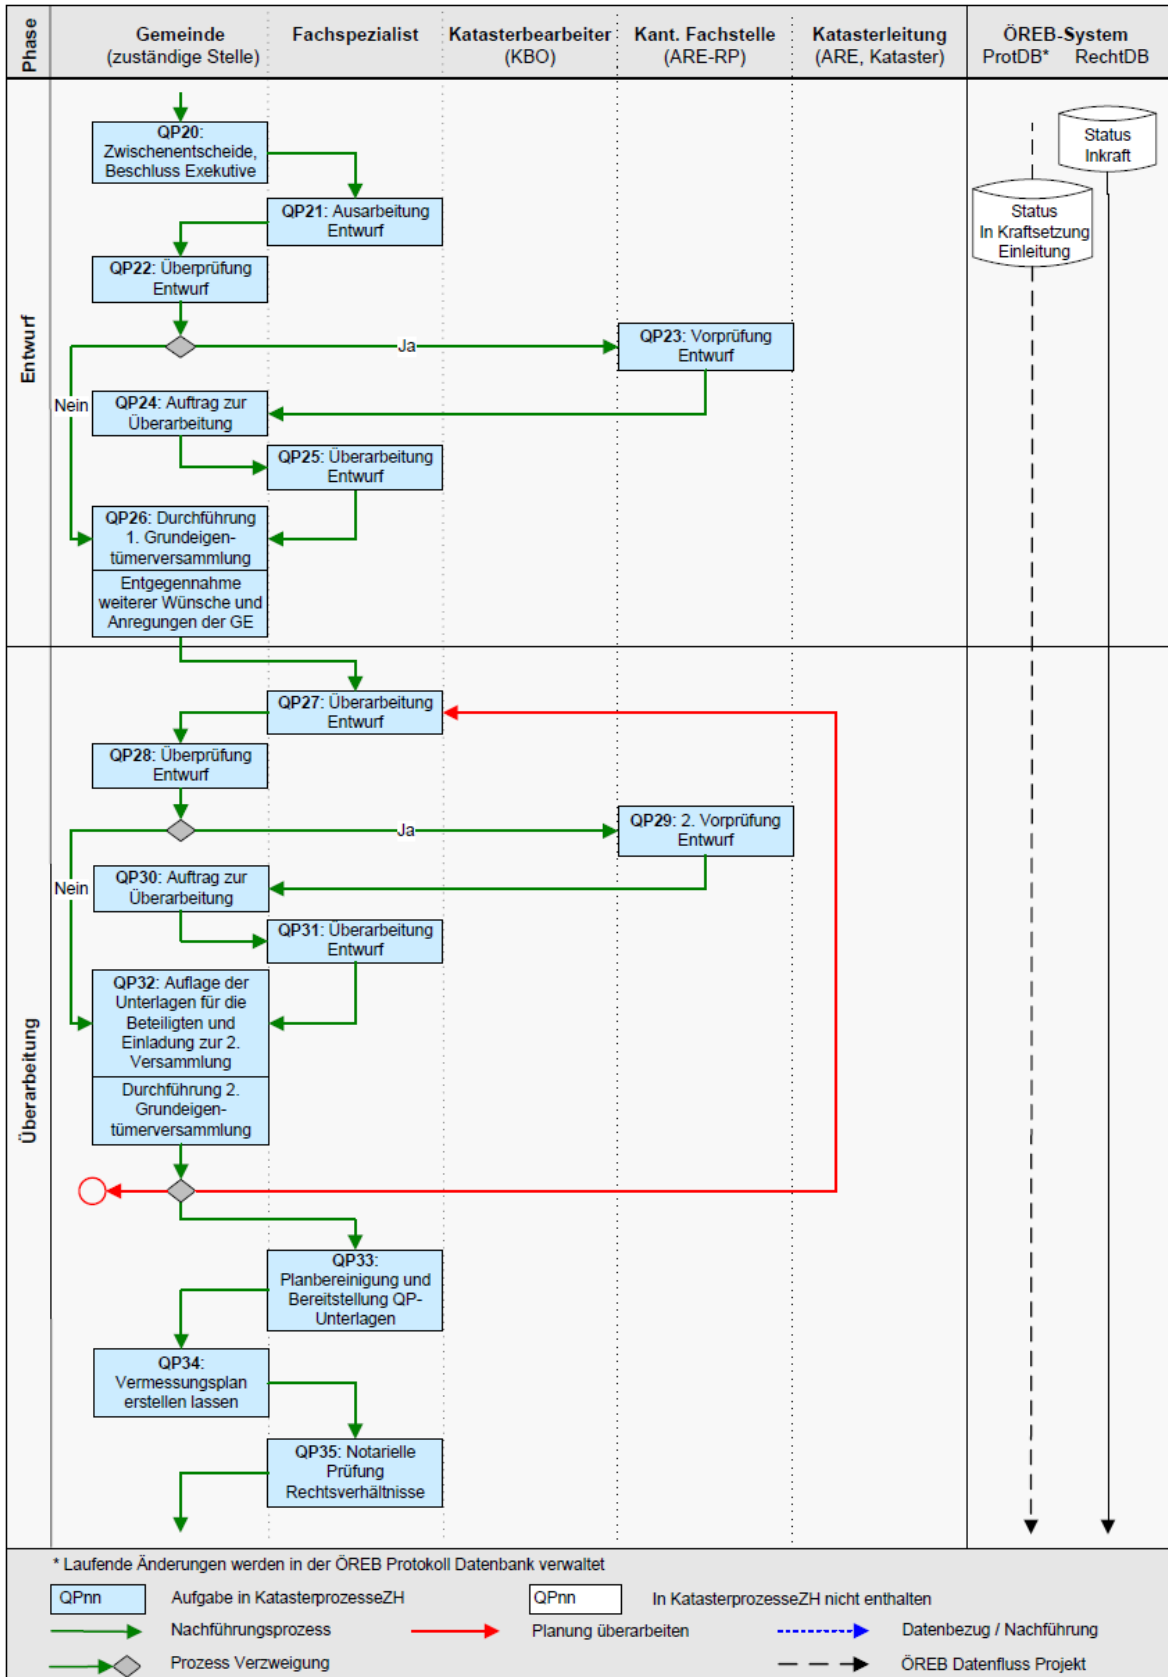 Phase
Gemeinde
(zuständige Stelle)
Fachspezialist
Katasterbearbeiter
(KBO)
Kant. Fachstelle
(ARE-RP)
Katasterleitung
(ARE, Kataster)
ÖREB-System
ProtDB* RechtDB
Entwurf
QP20:
Zwischenentscheide,
Beschluss Exekutive
Status
Inkraft
QP21: Ausarbeitung
Entwurf
Status
In Kraftsetzung
Einleitung
QP22: Überprüfung
Entwurf
Ja
QP23: Vorprüfung
Entwurf
Nein
QP24: Auftrag zur
Überarbeitung
QP25: Überarbeitung
Entwurf
QP26: Durchführung
1. Grundeigen-
tümerversammlung
Entgegennahme
weiterer Wünsche und
Anregungen der GE
Überarbeitung
QP27: Überarbeitung
Entwurf
QP28: Überprüfung
Entwurf
Ja
QP29: 2. Vorprüfung
Entwurf
Nein
QP30: Auftrag zur
Überarbeitung
QP31: Überarbeitung
Entwurf
QP32: Auflage der
Unterlagen für die
Beteiligten und
Einladung zur 2.
Versammlung
Durchführung 2.
Grundeigen-
tümerversammlung
QP33:
Planbereinigung und
Bereitstellung QP-
Unterlagen
QP34:
Vermessungsplan
erstellen lassen
QP35: Notarielle
Prüfung
Rechtsverhältnisse
* Laufende Änderungen werden in der ÖREB Protokoll Datenbank verwaltet
QPnn Aufgabe in KatasterprozesseZH
QPnn In KatasterprozesseZH nicht enthalten
Nachführungsprozess
Planung überarbeiten
Datenbezug / Nachführung
Prozess Verzweigung
ÖREB Datenfluss Projekt